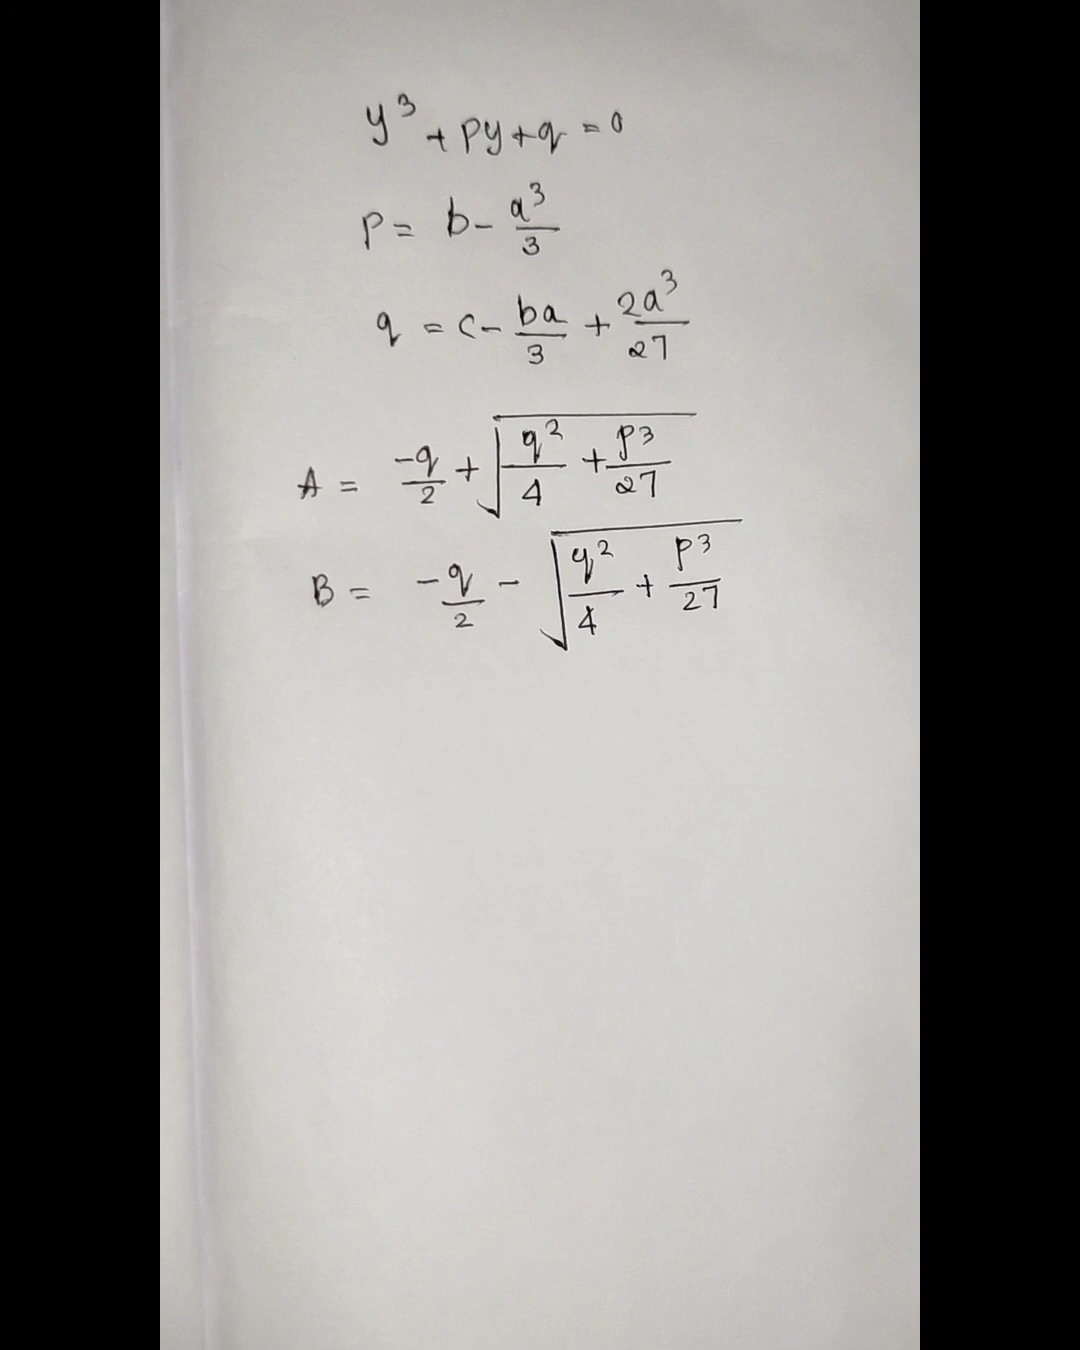 y³ + py + q = 0
p = b - a³/3
q = c - ba/3 + 2a³/27
A = -q/2 + √(q²/4 + p3/27)
B = -q/2 - √(q²/4 + p3/27)